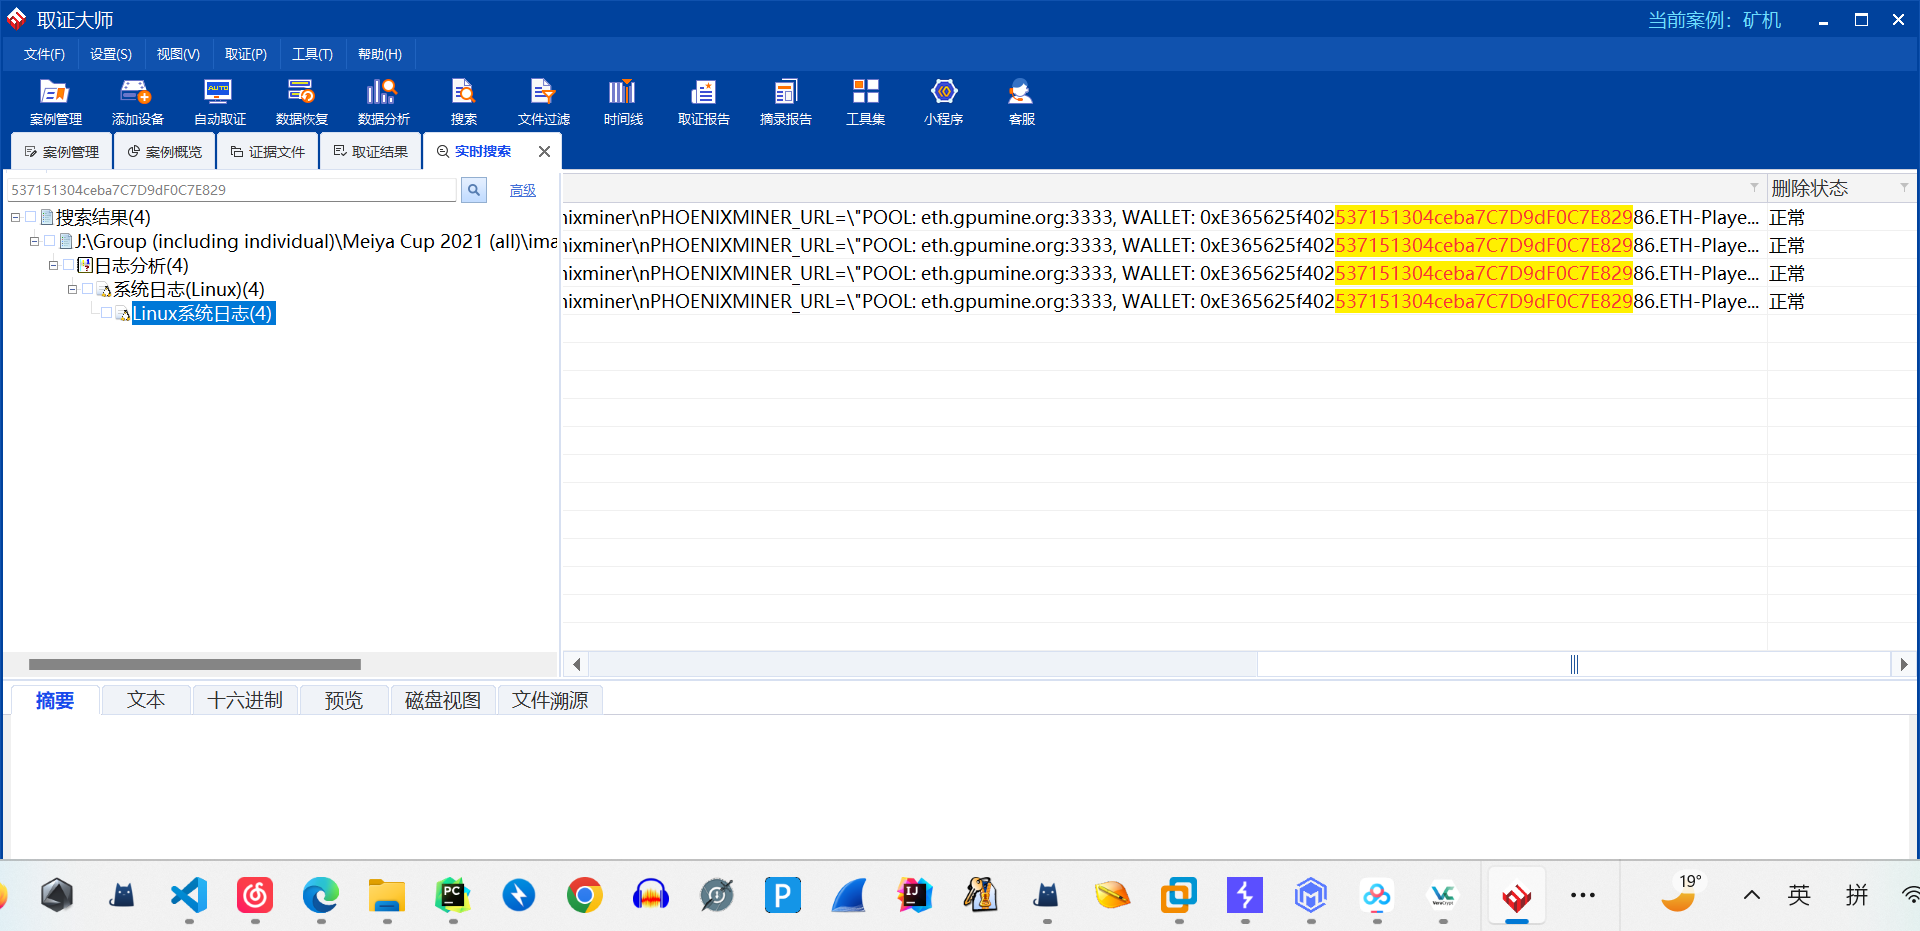 取证大师
当前案例：矿机
文件(F) 设置(S) 视图(V) 取证(P) 工具(T) 帮助(H)
案例管理 添加设备 自动取证 数据恢复 数据分析 搜索 文件过滤 时间线 取证报告 摘录报告 工具集 小程序 客服
案例管理 案例概览 证据文件 取证结果 实时搜索
537151304ceba7C7D9dF0C7E829 高级
删除状态
搜索结果(4)
J:\Group (including individual)\Meiya Cup 2021 (all)\ima
日志分析(4)
系统日志(Linux)(4)
Linux系统日志(4)
nixminer\nPHOENIXMINER_URL=\"POOL: eth.gpumine.org:3333, WALLET: 0xE365625f402537151304ceba7C7D9dF0C7E82986.ETH-Playe... 正常
nixminer\nPHOENIXMINER_URL=\"POOL: eth.gpumine.org:3333, WALLET: 0xE365625f402537151304ceba7C7D9dF0C7E82986.ETH-Playe... 正常
nixminer\nPHOENIXMINER_URL=\"POOL: eth.gpumine.org:3333, WALLET: 0xE365625f402537151304ceba7C7D9dF0C7E82986.ETH-Playe... 正常
nixminer\nPHOENIXMINER_URL=\"POOL: eth.gpumine.org:3333, WALLET: 0xE365625f402537151304ceba7C7D9dF0C7E82986.ETH-Playe... 正常
摘要 文本 十六进制 预览 磁盘视图 文件溯源
PC P IJ VC VeraCrypt 19° 英 拼